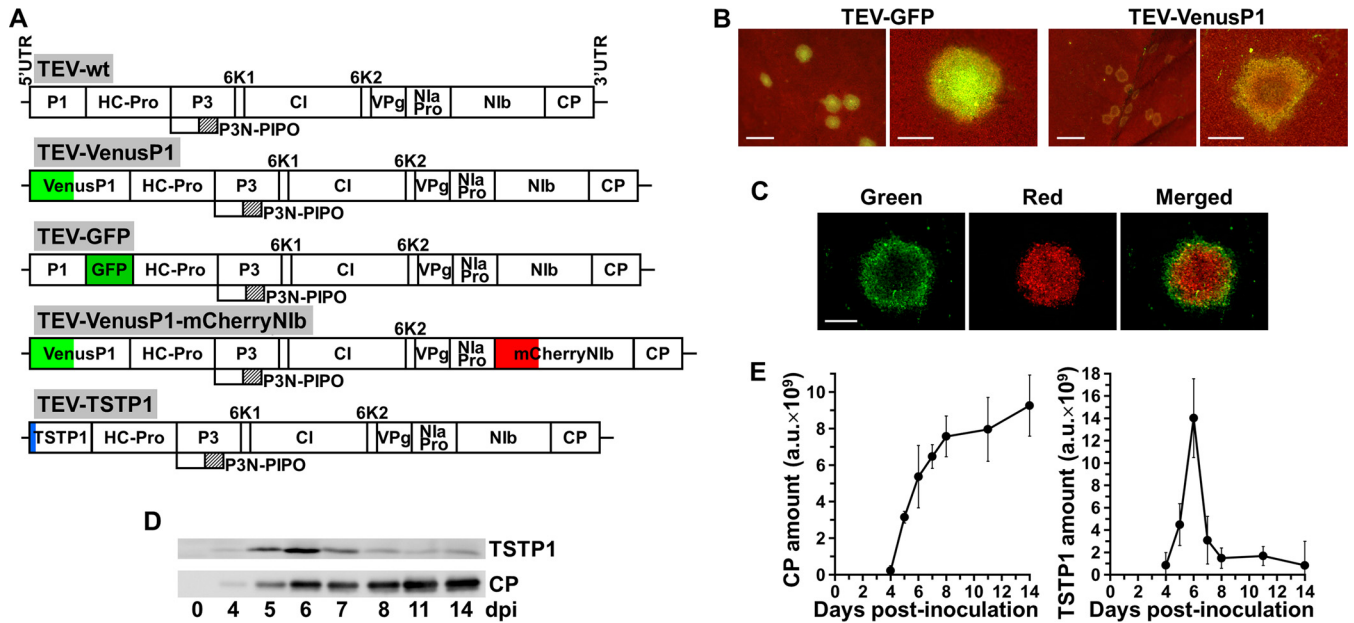 A
5'UTR
3'UTR
TEV-wt
6K1
6K2
P1
HC-Pro
P3
CI
VPg
NIa
Pro
NIb
CP
P3N-PIPO
TEV-VenusP1
6K1
6K2
VenusP1
HC-Pro
P3
CI
VPg
NIa
Pro
NIb
CP
P3N-PIPO
TEV-GFP
6K1
6K2
P1
GFP
HC-Pro
P3
CI
VPg
NIa
Pro
NIb
CP
P3N-PIPO
TEV-VenusP1-mCherryNIb
6K2
VenusP1
HC-Pro
P3
CI
VPg
NIa
Pro
mCherryNIb
CP
P3N-PIPO
TEV-TSTP1
6K1
6K2
TSTP1
HC-Pro
P3
CI
VPg
NIa
Pro
NIb
CP
P3N-PIPO
B
TEV-GFP
TEV-VenusP1
C
Green
Red
Merged
D
TSTP1
CP
0 4 5 6 7 8 11 14 dpi
E
CP amount (a.u.×10⁹)
10
8
6
4
2
0
0 2 4 6 8 10 12 14
Days post-inoculation
TSTP1 amount (a.u.×10⁹)
18
16
14
12
10
8
6
4
2
0
0 2 4 6 8 10 12 14
Days post-inoculation